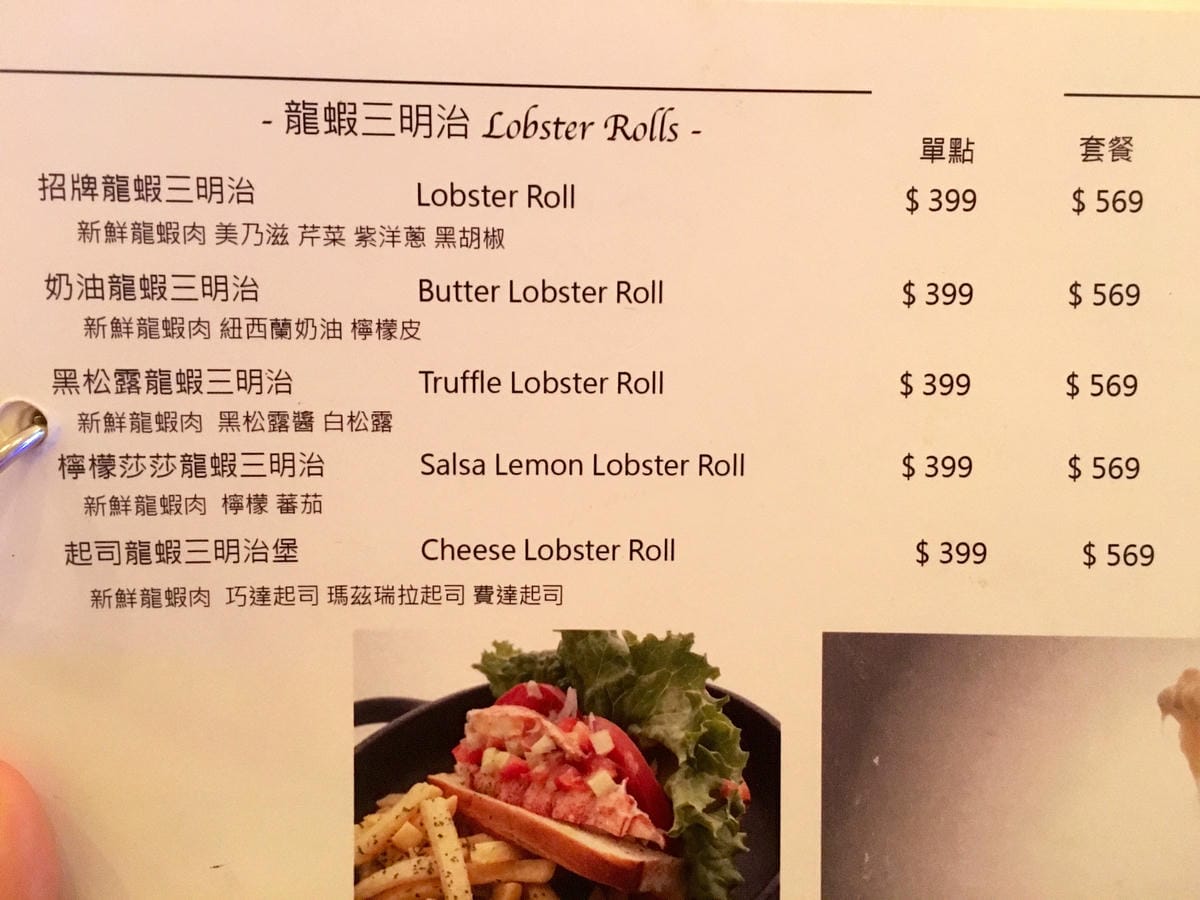 - 龍蝦三明治 Lobster Rolls -
單點 套餐
招牌龍蝦三明治 Lobster Roll $ 399 $ 569
新鮮龍蝦肉 美乃滋 芹菜 紫洋蔥 黑胡椒
奶油龍蝦三明治 Butter Lobster Roll $ 399 $ 569
新鮮龍蝦肉 紐西蘭奶油 檸檬皮
黑松露龍蝦三明治 Truffle Lobster Roll $ 399 $ 569
新鮮龍蝦肉 黑松露醬 白松露
檸檬莎莎龍蝦三明治 Salsa Lemon Lobster Roll $ 399 $ 569
新鮮龍蝦肉 檸檬 蕃茄
起司龍蝦三明治堡 Cheese Lobster Roll $ 399 $ 569
新鮮龍蝦肉 巧達起司 瑪茲瑞拉起司 費達起司